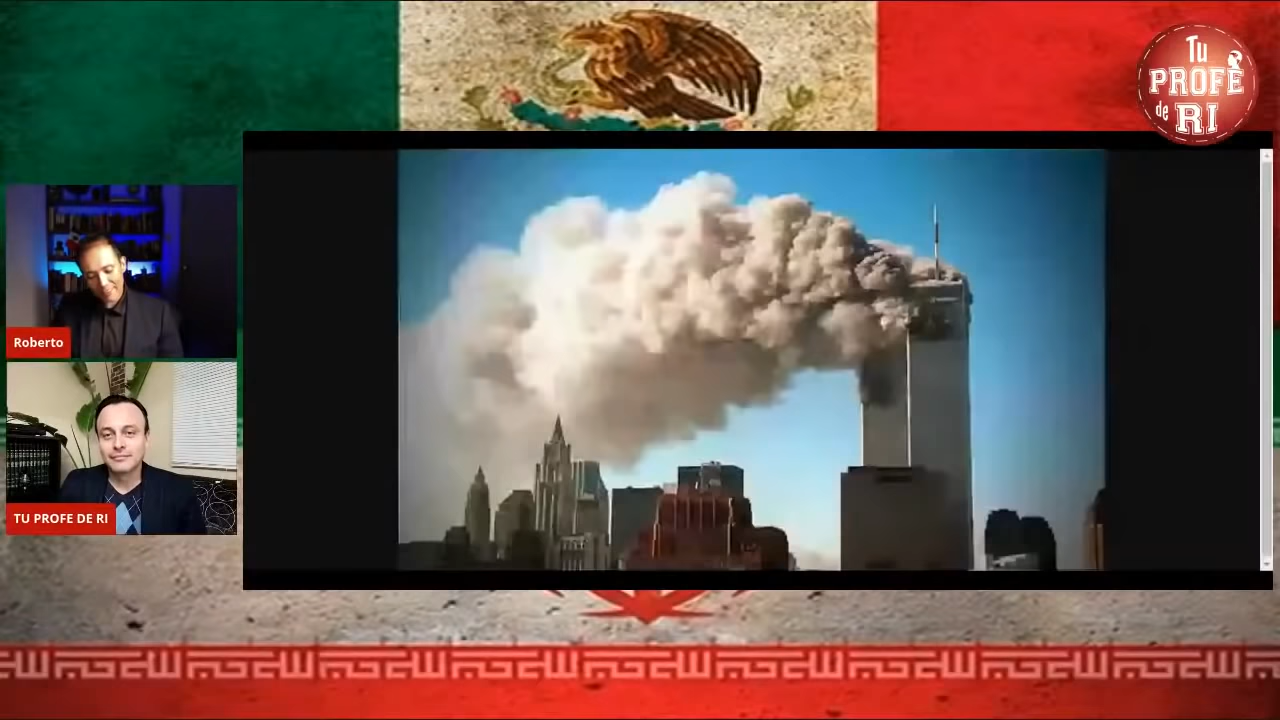 Tu
PROFE
de RI
Roberto
TU PROFE DE RI